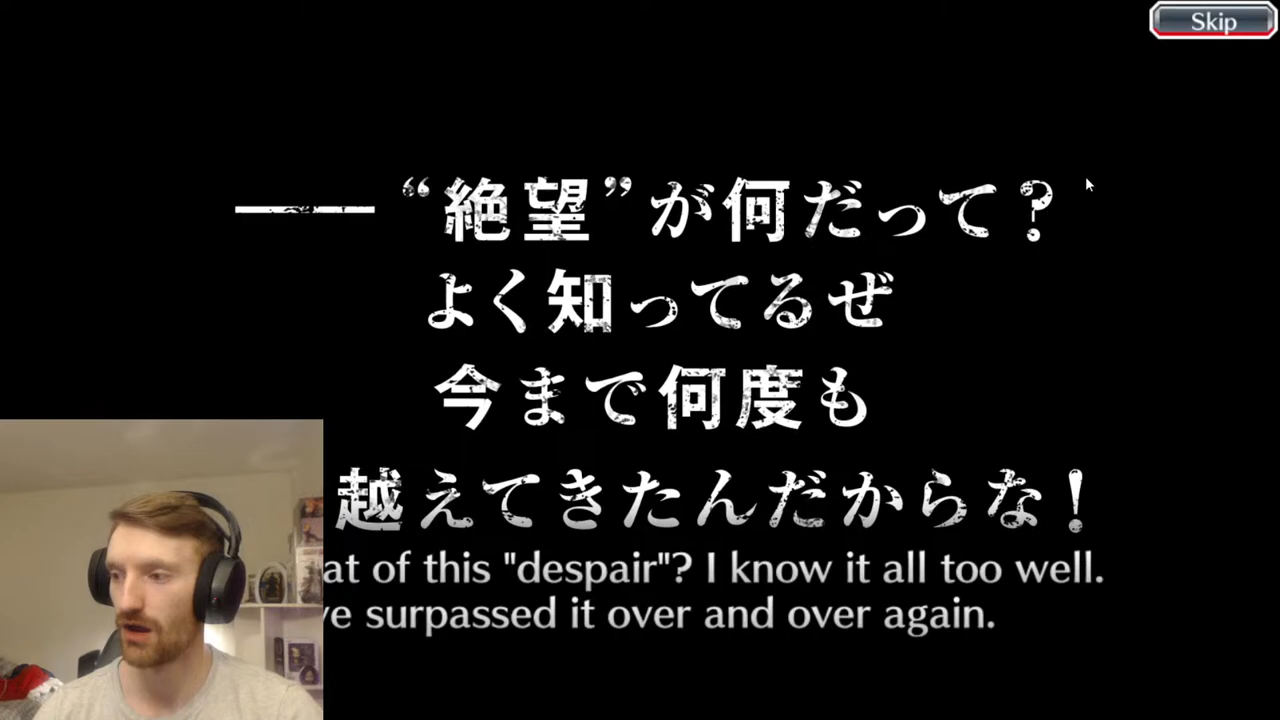 Skip
――“絶望”が何だって?
よく知ってるぜ
今まで何度も
越えてきたんだからな!
of this "despair"? I know it all too well.
surpassed it over and over again.